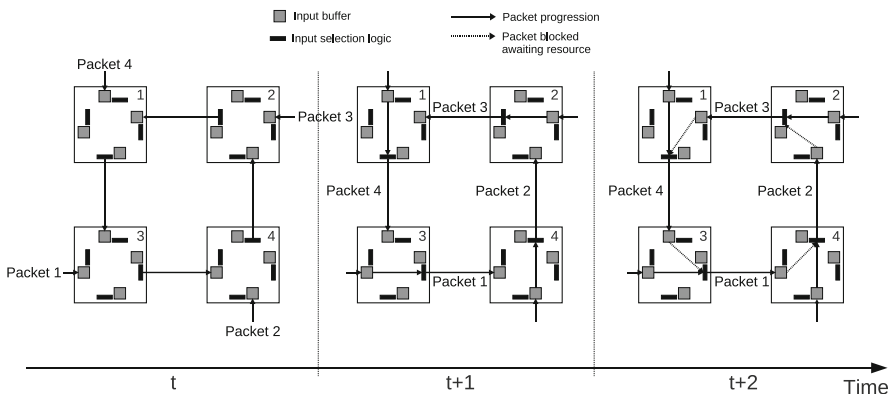 Input buffer
Input selection logic
Packet progression
Packet blocked
awaiting resource
Packet 4
1
2
Packet 3
3
4
Packet 1
Packet 2
1
2
Packet 3
Packet 4
Packet 2
3
4
Packet 1
1
2
Packet 3
Packet 4
Packet 2
3
4
Packet 1
t
t+1
t+2
Time